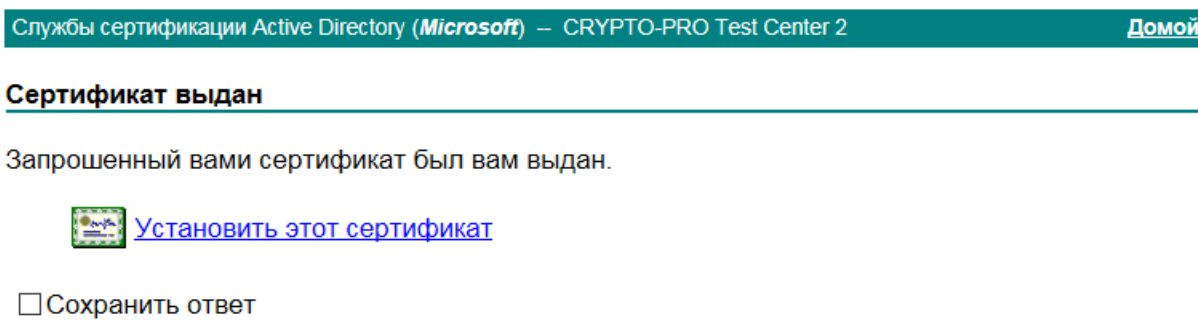 Службы сертификации Active Directory (Microsoft) -- CRYPTO-PRO Test Center 2 Домой
Сертификат выдан
Запрошенный вами сертификат был вам выдан.
Установить этот сертификат
Сохранить ответ